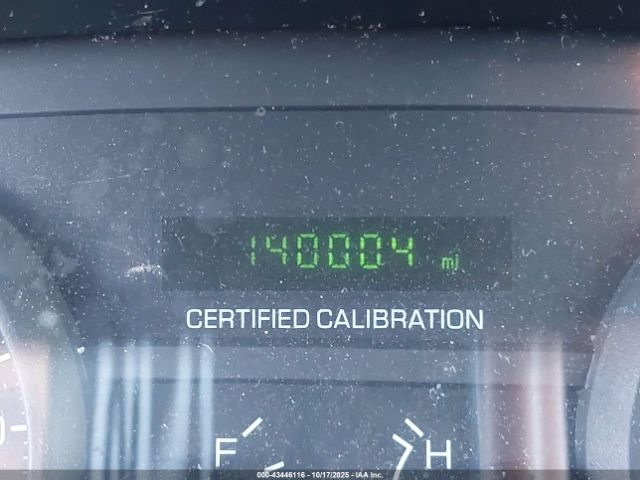 140004 mi
CERTIFIED CALIBRATION
F H
000-43446116 - 10/17/2025 - IAA Inc.